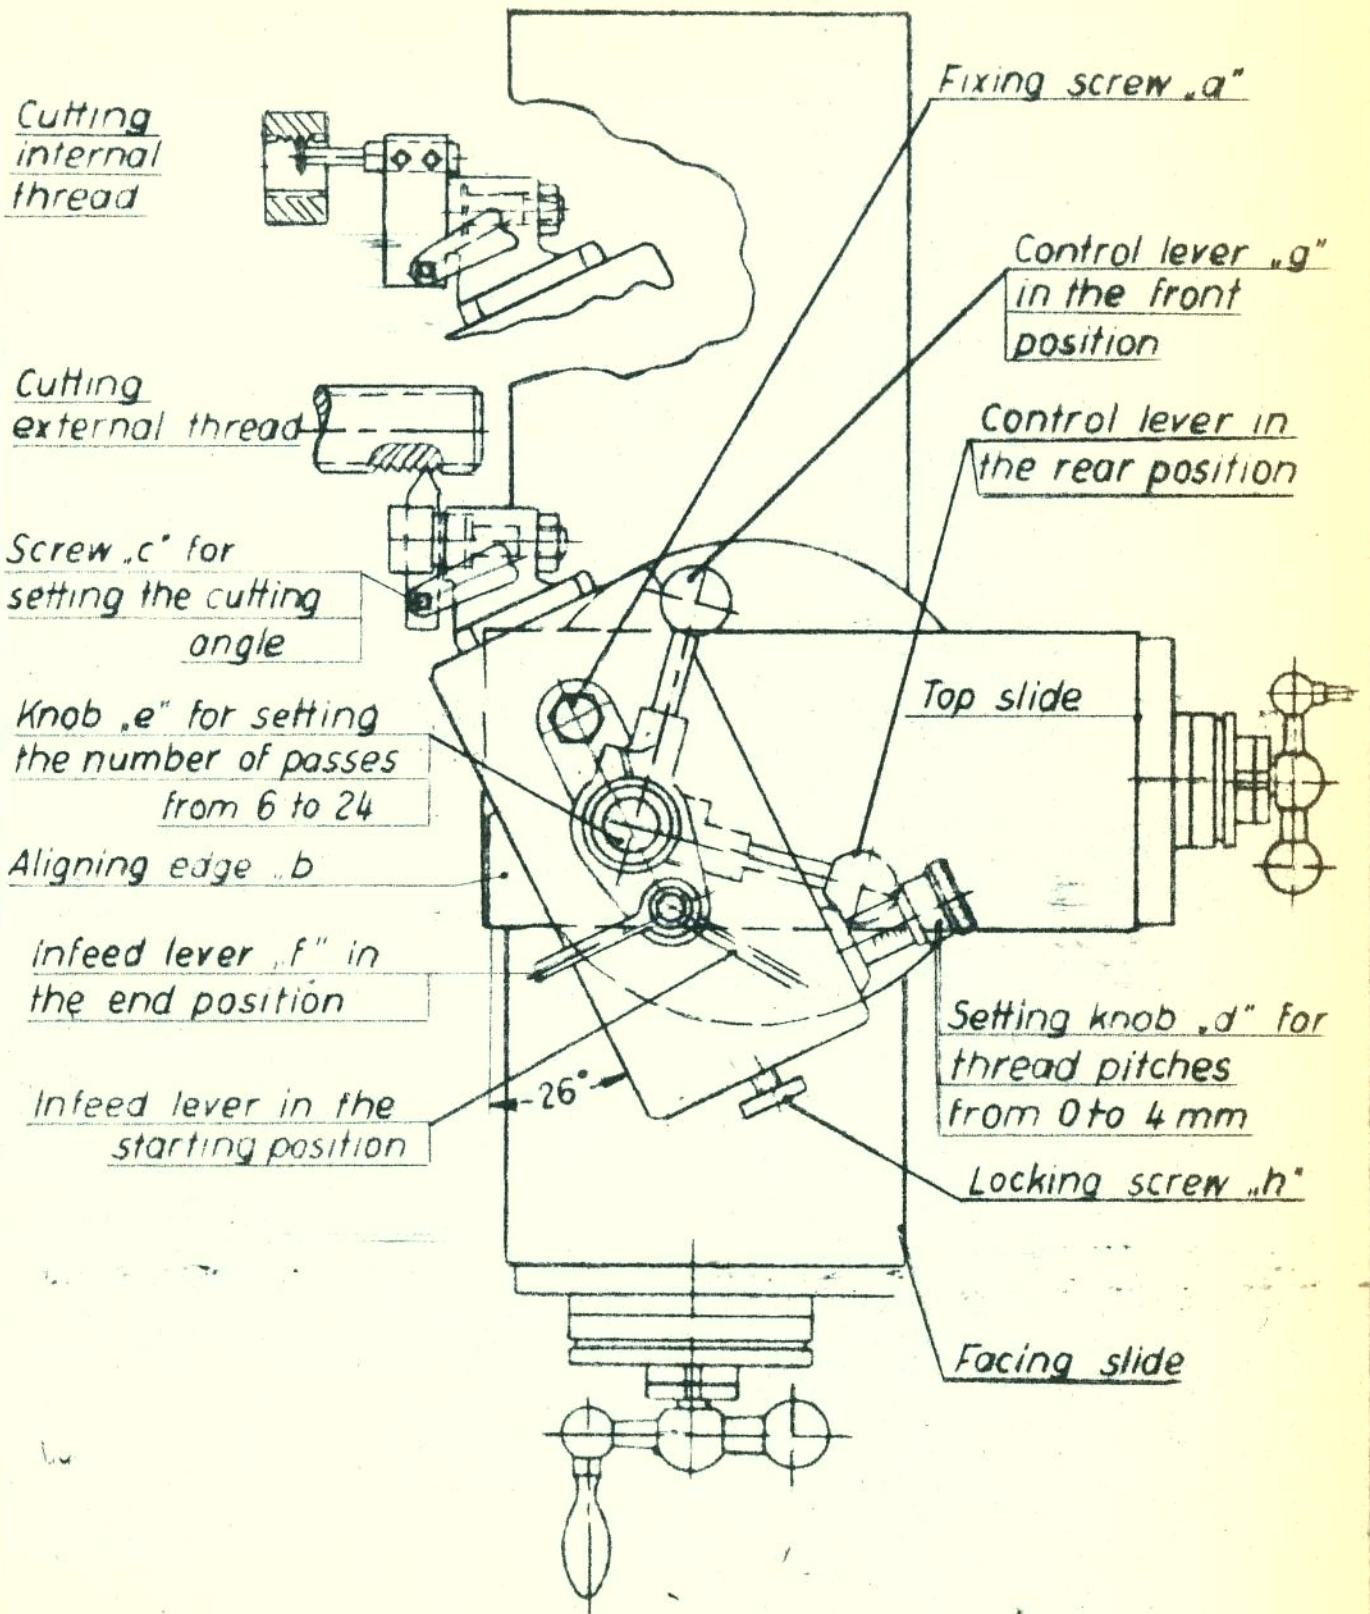 Cutting
internal
thread
Cutting
external thread
Screw „c" for
setting the cutting
angle
Knob „e" for setting
the number of passes
from 6 to 24
Aligning edge „b
Infeed lever „f" in
the end position
Infeed lever in the
starting position
Fixing screw „a"
Control lever „g"
in the front
position
Control lever in
the rear position
Top slide
Setting knob „d" for
thread pitches
from 0 to 4 mm
26°
Locking screw „h"
Facing slide